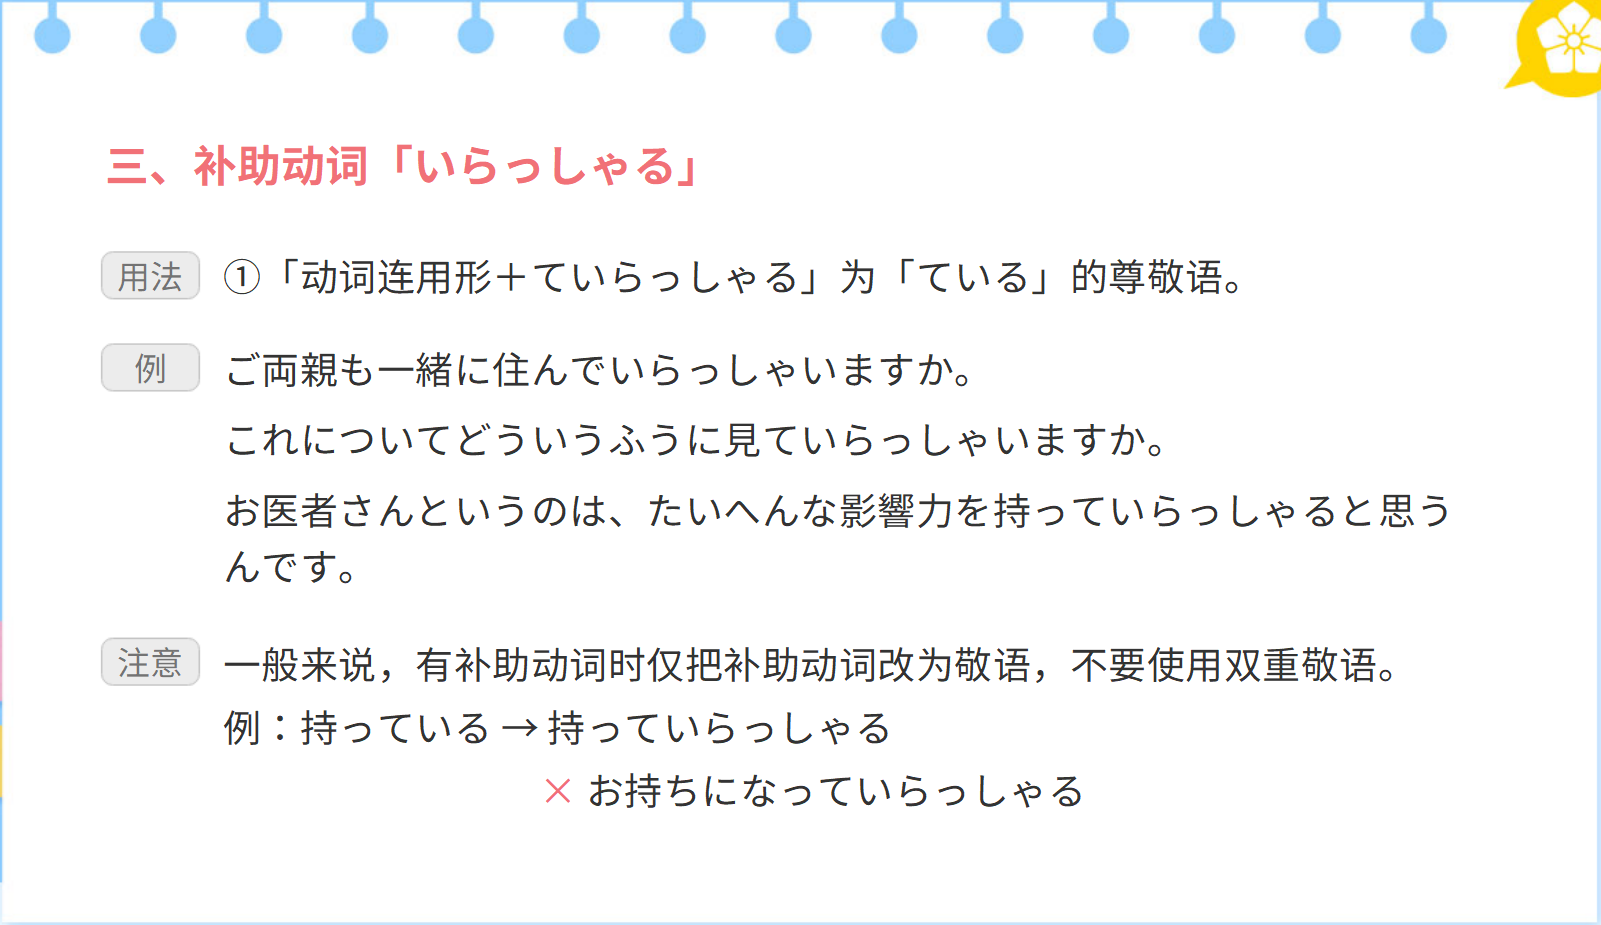 三、补助动词「いらっしゃる」
用法 ①「动词连用形＋ていらっしゃる」为「ている」的尊敬语。
例 ご両親も一緒に住んでいらっしゃいますか。
これについてどういうふうに見ていらっしゃいますか。
お医者さんというのは、たいへんな影響力を持っていらっしゃると思う
んです。
注意 一般来说，有补助动词时仅把补助动词改为敬语，不要使用双重敬语。
例：持っている → 持っていらっしゃる
× お持ちになっていらっしゃる